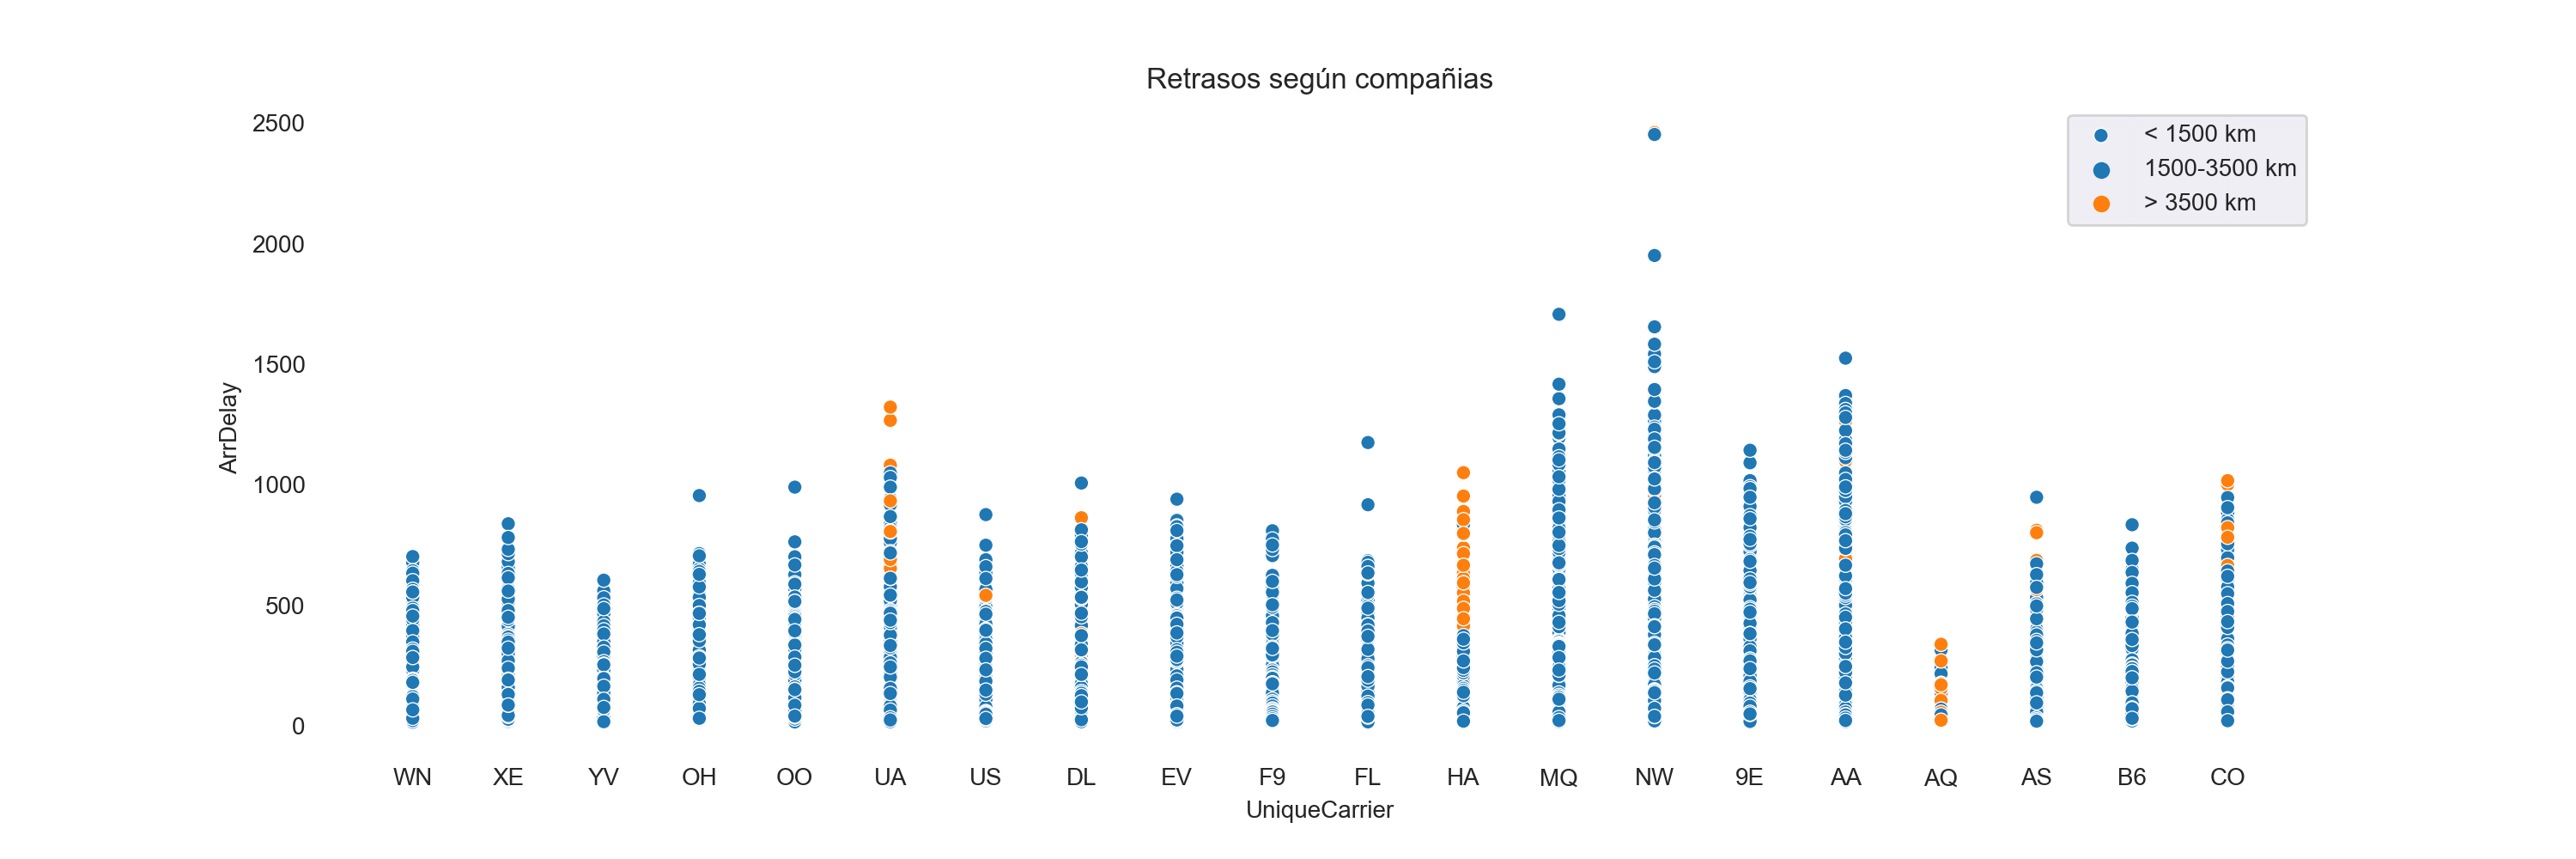 Retrasos según compañias
2500
2000
1500
1000
500
0
ArrDelay
< 1500 km
1500-3500 km
> 3500 km
WN XE YV OH OO UA US DL EV F9 FL HA MQ NW 9E AA AQ AS B6 CO
UniqueCarrier